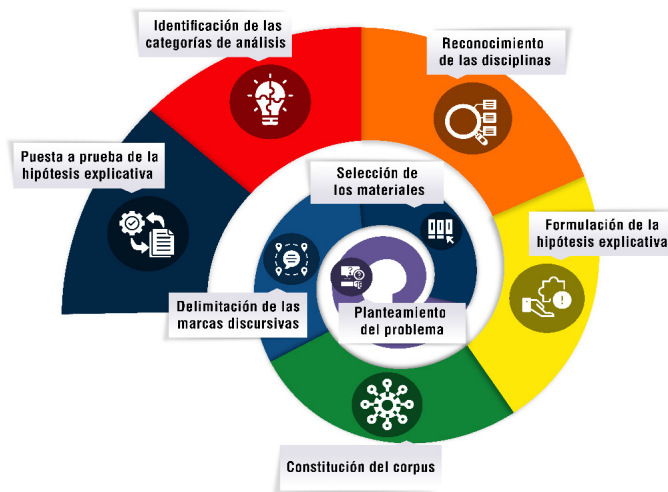 Identificación de las
categorías de análisis
Reconocimiento
de las disciplinas
Puesta a prueba de la
hipótesis explicativa
Selección de
los materiales
Formulación de la
hipótesis explicativa
Delimitación de las
marcas discursivas
Planteamiento
del problema
Constitución del corpus